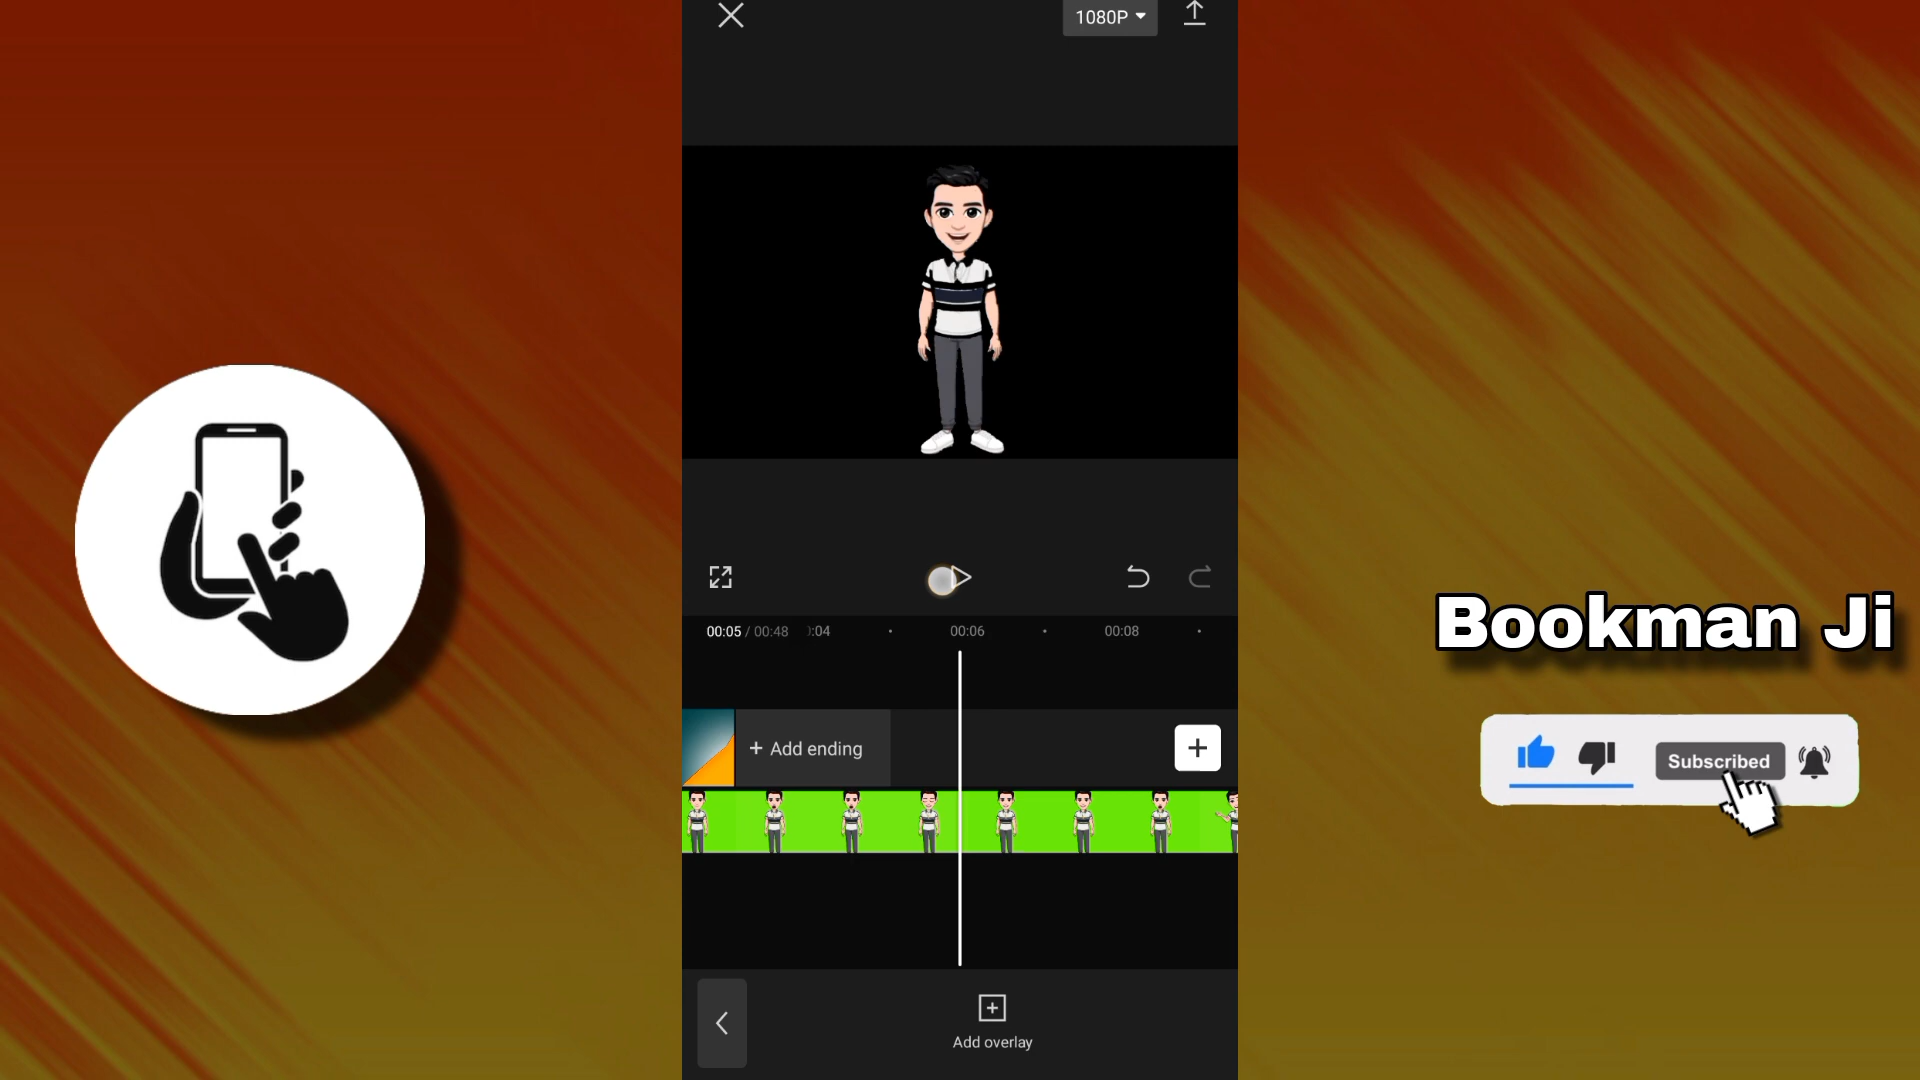 1080P
00:05 / 00:48
:04
00:06
00:08
+ Add ending
Add overlay
Bookman Ji
Subscribed